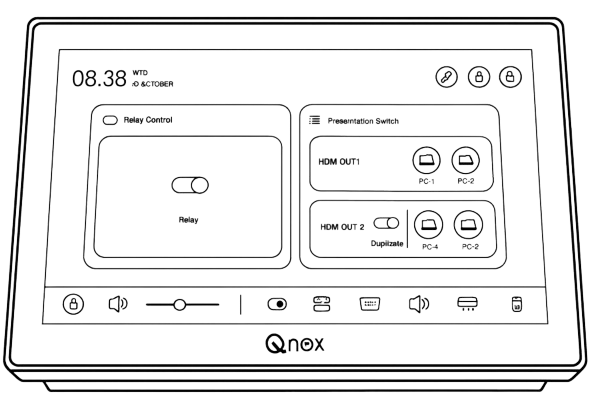 08.38 WTD
ıO &CTOBER
Relay Control
Relay
Presentation Switch
HDM OUT1
PC-1
PC-2
HDM OUT 2
Dupiizate
PC-4
PC-2
Qnox